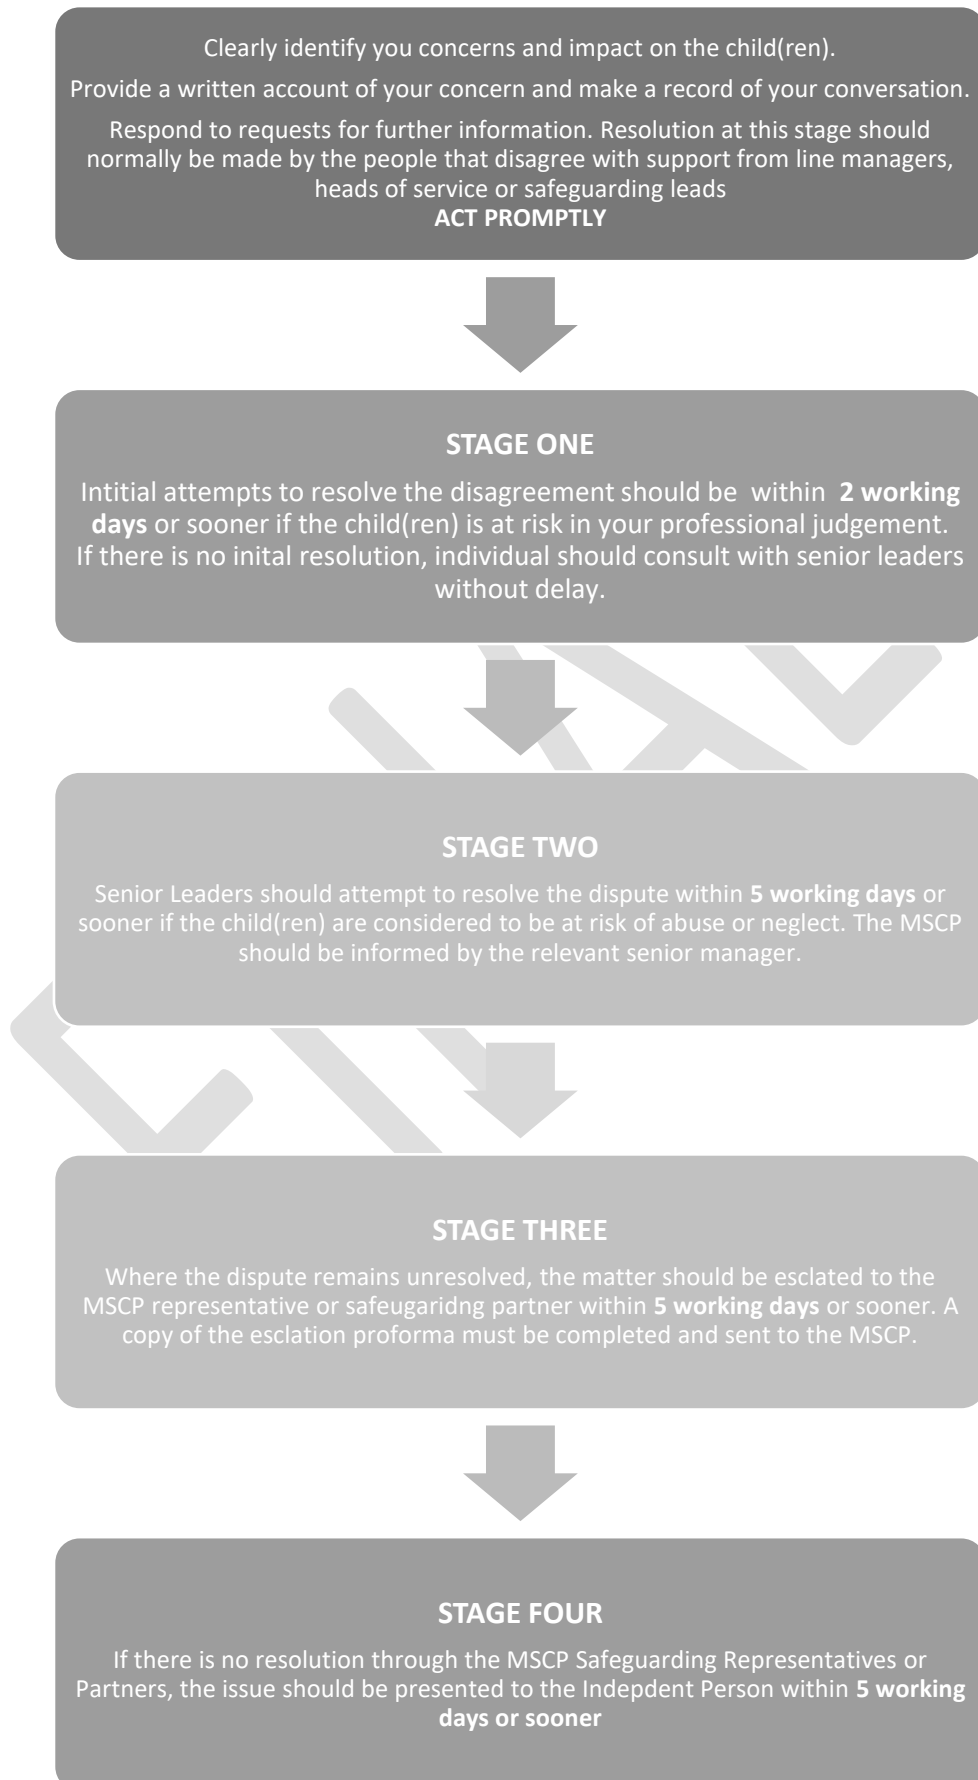 Clearly identify you concerns and impact on the child(ren).
Provide a written account of your concern and make a record of your conversation.
Respond to requests for further information. Resolution at this stage should
normally be made by the people that disagree with support from line managers,
heads of service or safeguarding leads
ACT PROMPTLY
STAGE ONE
Intitial attempts to resolve the disagreement should be within 2 working
days or sooner if the child(ren) is at risk in your professional judgement.
If there is no inital resolution, individual should consult with senior leaders
without delay.
STAGE TWO
Senior Leaders should attempt to resolve the dispute within 5 working days or
sooner if the child(ren) are considered to be at risk of abuse or neglect. The MSCP
should be informed by the relevant senior manager.
STAGE THREE
Where the dispute remains unresolved, the matter should be esclated to the
MSCP representative or safeugaridng partner within 5 working days or sooner. A
copy of the esclation proforma must be completed and sent to the MSCP.
STAGE FOUR
If there is no resolution through the MSCP Safeguarding Representatives or
Partners, the issue should be presented to the Indepdent Person within 5 working
days or sooner